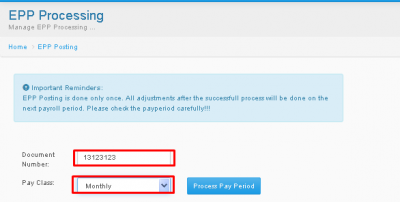 EPP Processing
Manage EPP Processing ...
Home > EPP Posting
Important Reminders:
EPP Posting is done only once. All adjustments after the successfull process will be done on the
next payroll period. Please check the payperiod carefully!!!
Document
Number:
13123123
Pay Class:
Monthly
Process Pay Period